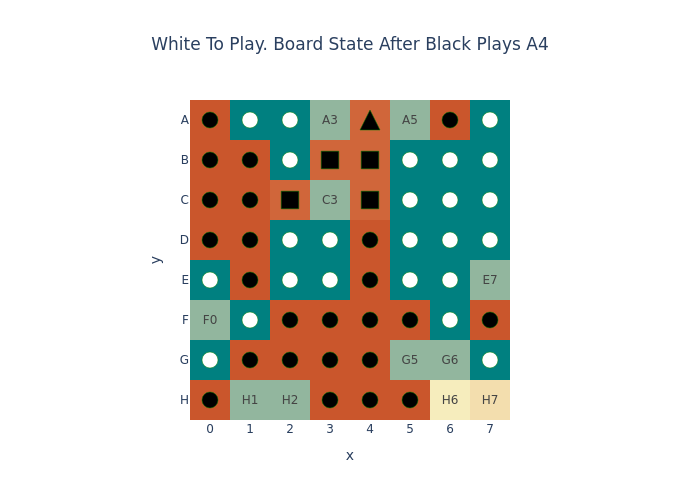 White To Play. Board State After Black Plays A4
A A3 A5
B
C C3
D
E E7
F F0
G G5 G6
H H1 H2 H6 H7
0 1 2 3 4 5 6 7
x
y